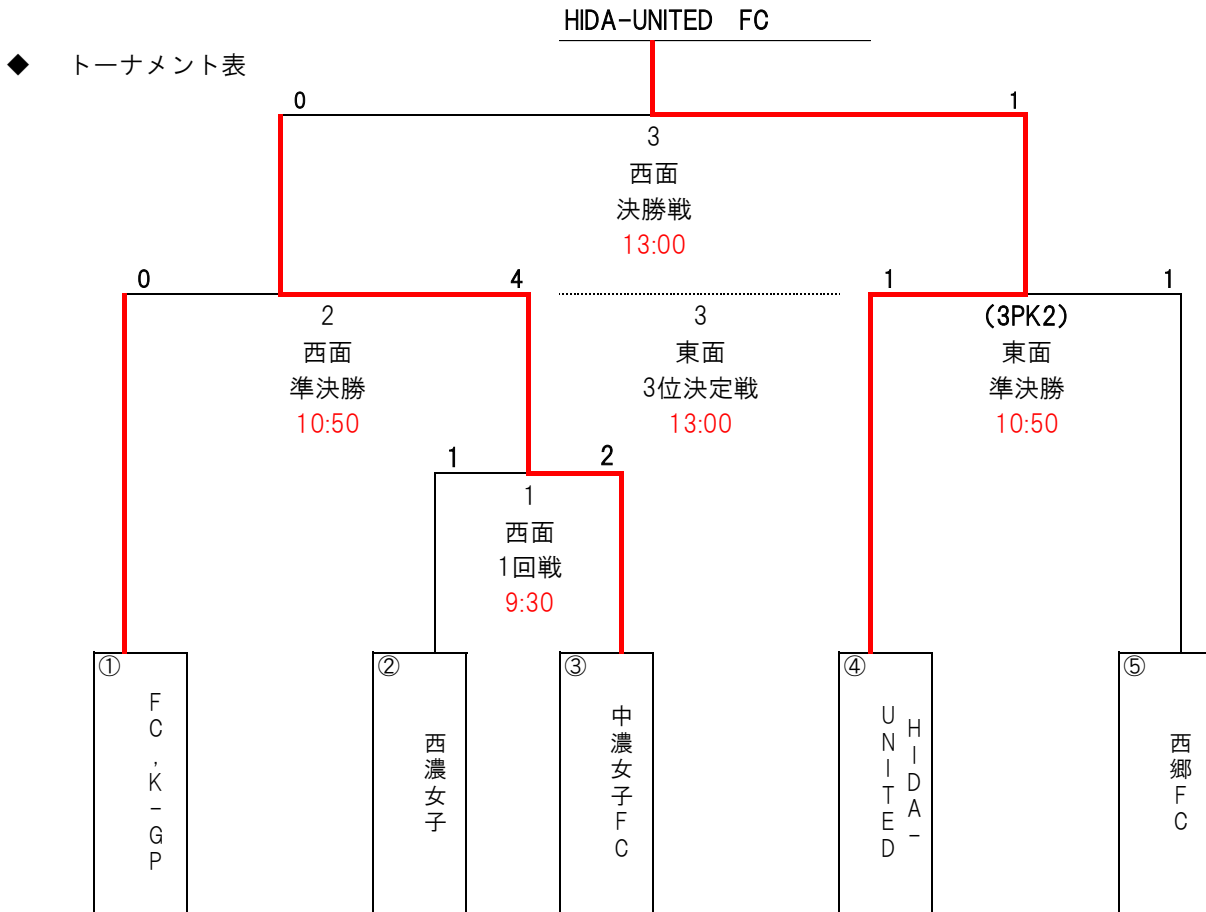 HIDA-UNITED FC
◆ トーナメント表
0 1
3
西面
決勝戦
13:00
0 4 1 1
2
西面
準決勝
10:50
3
東面
3位決定戦
13:00
(3PK2)
東面
準決勝
10:50
1 2
1
西面
1回戦
9:30
①
FC,K-GP
②
西濃女子
③
中濃女子FC
④
HIDA-
UNITED
⑤
西郷FC